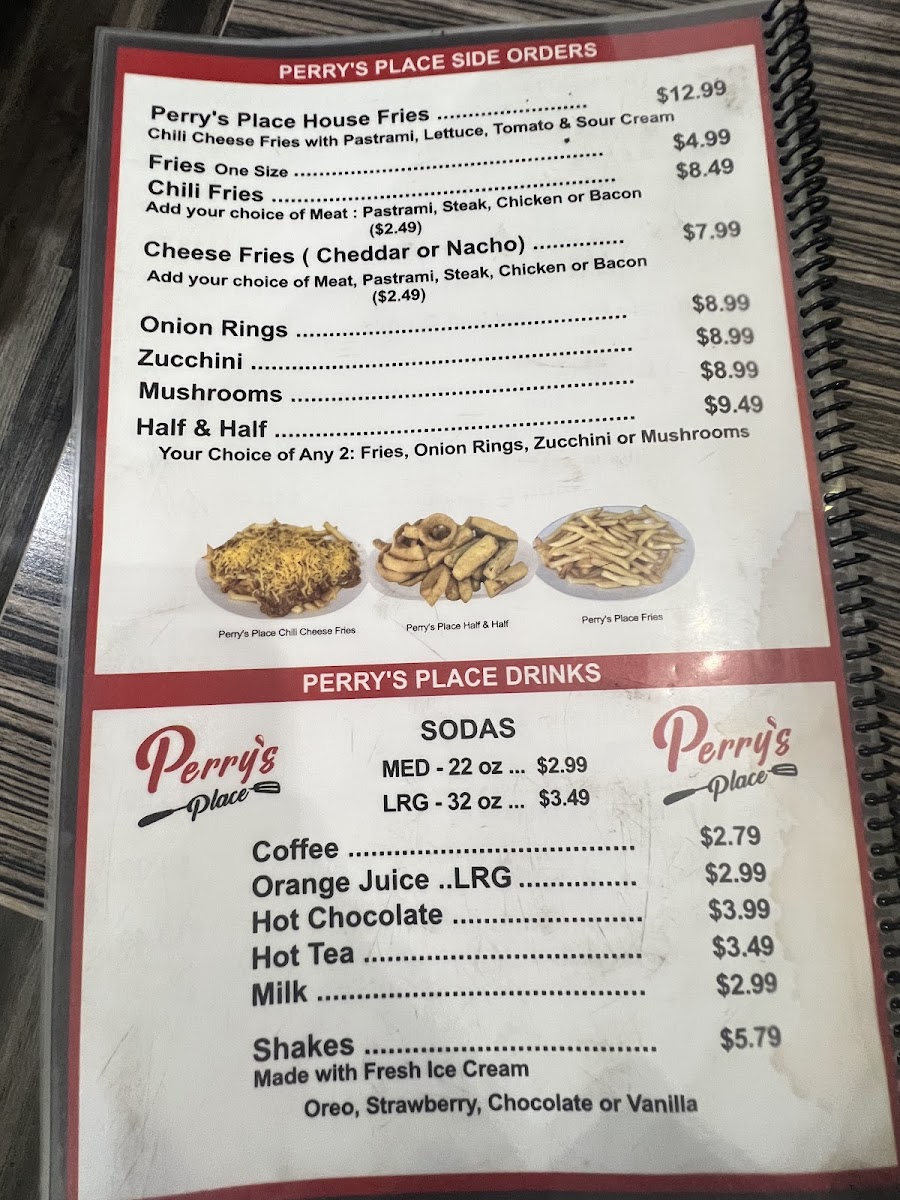 PERRY'S PLACE SIDE ORDERS
Perry's Place House Fries ........................ $12.99
Chili Cheese Fries with Pastrami, Lettuce, Tomato & Sour Cream
Fries One Size .................................................. $4.99
Chili Fries ....................................................... $8.49
Add your choice of Meat : Pastrami, Steak, Chicken or Bacon
($2.49)
Cheese Fries ( Cheddar or Nacho) .............. $7.99
Add your choice of Meat, Pastrami, Steak, Chicken or Bacon
($2.49)
Onion Rings .................................................... $8.99
Zucchini .......................................................... $8.99
Mushrooms ..................................................... $8.99
Half & Half ...................................................... $9.49
Your Choice of Any 2: Fries, Onion Rings, Zucchini or Mushrooms
Perry's Place Chili Cheese Fries
Perry's Place Half & Half
Perry's Place Fries
PERRY'S PLACE DRINKS
Perry's
Place
Perry's
Place
SODAS
MED - 22 oz ... $2.99
LRG - 32 oz ... $3.49
Coffee ...................................... $2.79
Orange Juice ..LRG ................ $2.99
Hot Chocolate ......................... $3.99
Hot Tea ..................................... $3.49
Milk ........................................... $2.99
Shakes ...................................... $5.79
Made with Fresh Ice Cream
Oreo, Strawberry, Chocolate or Vanilla